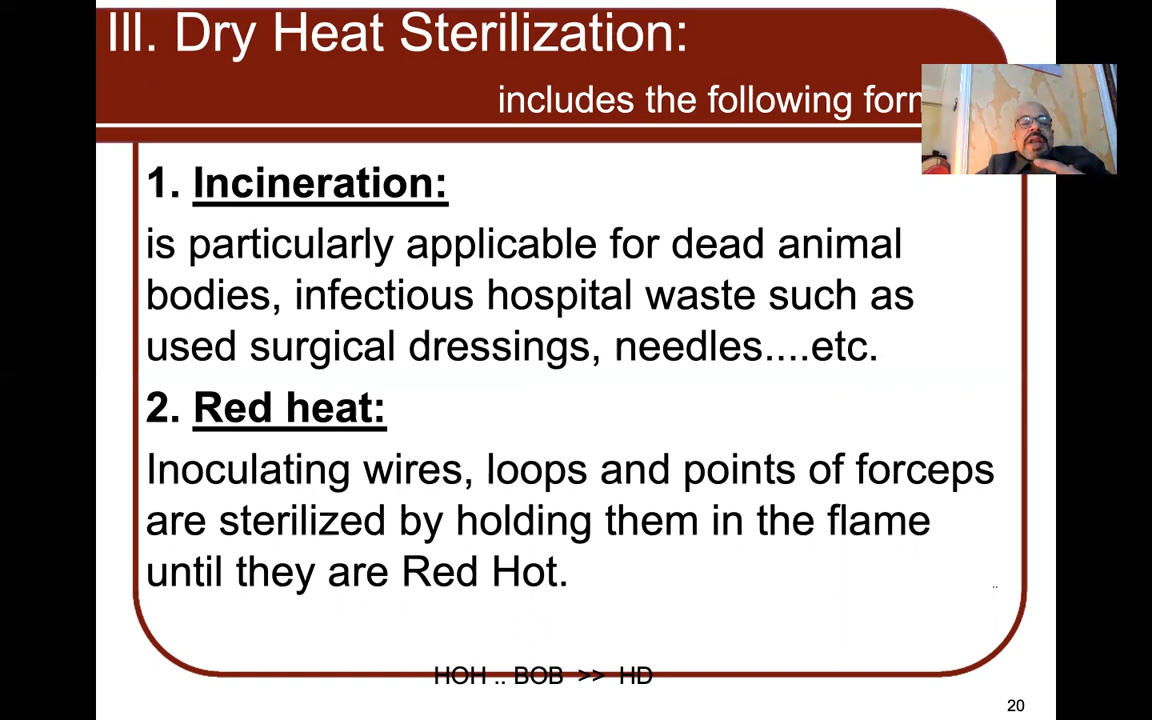 III. Dry Heat Sterilization:
includes the following
1. Incineration:
is particularly applicable for dead animal
bodies, infectious hospital waste such as
used surgical dressings, needles....etc.
2. Red heat:
Inoculating wires, loops and points of forceps
are sterilized by holding them in the flame
until they are Red Hot.
..
HOH .. BOB >> HD
20